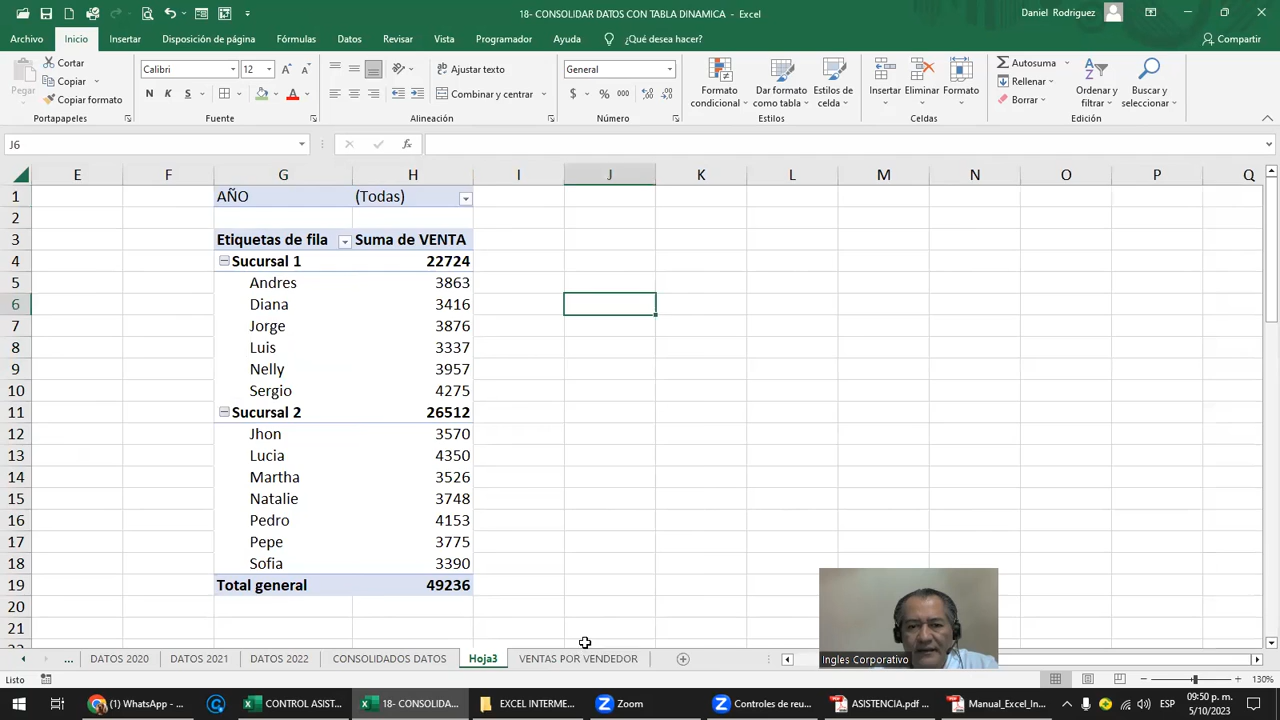 18- CONSOLIDAR DATOS CON TABLA DINAMICA - Excel
Daniel Rodriguez
Archivo Inicio Insertar Disposición de página Fórmulas Datos Revisar Vista Programador Ayuda ¿Qué desea hacer? Compartir
Pegar
Cortar
Copiar
Copiar formato
Portapapeles
Calibri 12
N K S
Fuente
Ajustar texto
Combinar y centrar
Alineación
General
$ % 000
Número
Formato condicional
Dar formato como tabla
Estilos de celda
Estilos
Insertar Eliminar Formato
Celdas
Autosuma
Rellenar
Borrar
Ordenar y filtrar
Buscar y seleccionar
Edición
J6 fx
E F G H I J K L M N O P Q
1 AÑO (Todas)
2
3 Etiquetas de fila Suma de VENTA
4 Sucursal 1 22724
5 Andres 3863
6 Diana 3416
7 Jorge 3876
8 Luis 3337
9 Nelly 3957
10 Sergio 4275
11 Sucursal 2 26512
12 Jhon 3570
13 Lucia 4350
14 Martha 3526
15 Natalie 3748
16 Pedro 4153
17 Pepe 3775
18 Sofia 3390
19 Total general 49236
20
21
Ingles Corporativo
... DATOS 2020 DATOS 2021 DATOS 2022 CONSOLIDADOS DATOS Hoja3 VENTAS POR VENDEDOR
Listo 130%
(1) WhatsApp - ... CONTROL ASIST... 18- CONSOLIDA... EXCEL INTERME... Zoom Controles de reu... ASISTENCIA.pdf ... Manual_Excel_In... ESP 09:50 p. m.
5/10/2023